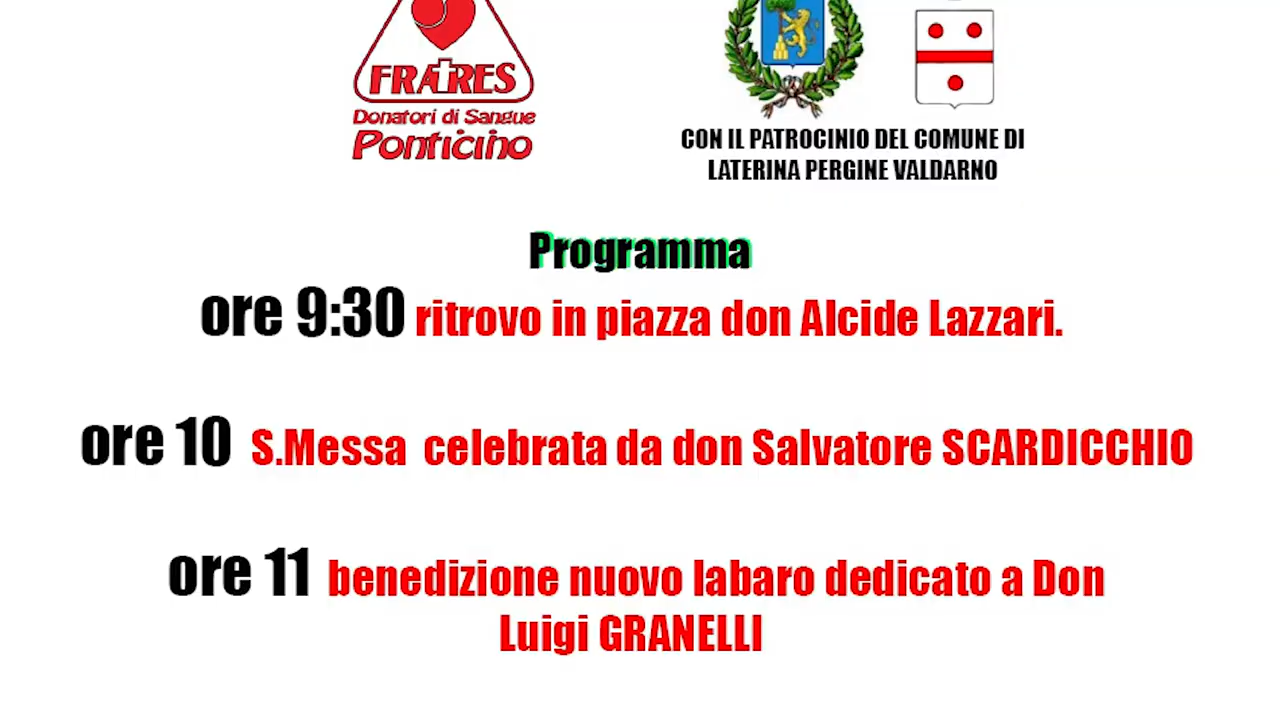 FRATRES
Donatori di Sangue
Ponticino
CON IL PATROCINIO DEL COMUNE DI
LATERINA PERGINE VALDARNO
Programma
ore 9:30 ritrovo in piazza don Alcide Lazzari.
ore 10 S.Messa celebrata da don Salvatore SCARDICCHIO
ore 11 benedizione nuovo labaro dedicato a Don
Luigi GRANELLI